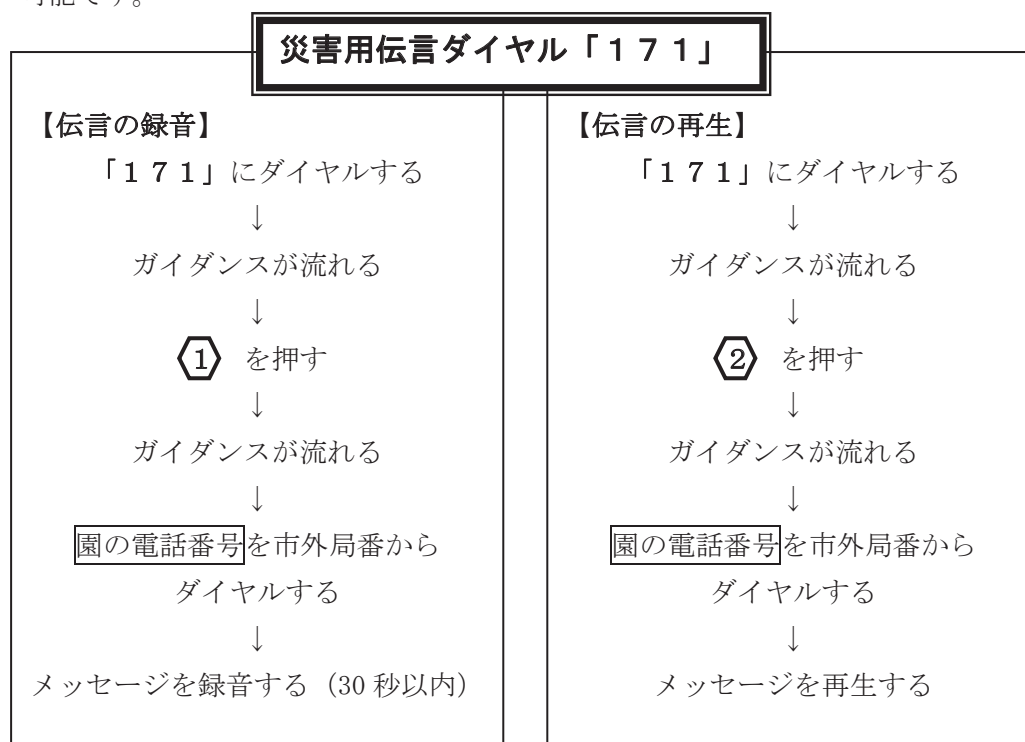 可能です。
災害用伝言ダイヤル「１７１」
【伝言の録音】
「１７１」にダイヤルする
↓
ガイダンスが流れる
↓
1 を押す
↓
ガイダンスが流れる
↓
園の電話番号を市外局番から
ダイヤルする
↓
メッセージを録音する（30 秒以内）
【伝言の再生】
「１７１」にダイヤルする
↓
ガイダンスが流れる
↓
2 を押す
↓
ガイダンスが流れる
↓
園の電話番号を市外局番から
ダイヤルする
↓
メッセージを再生する